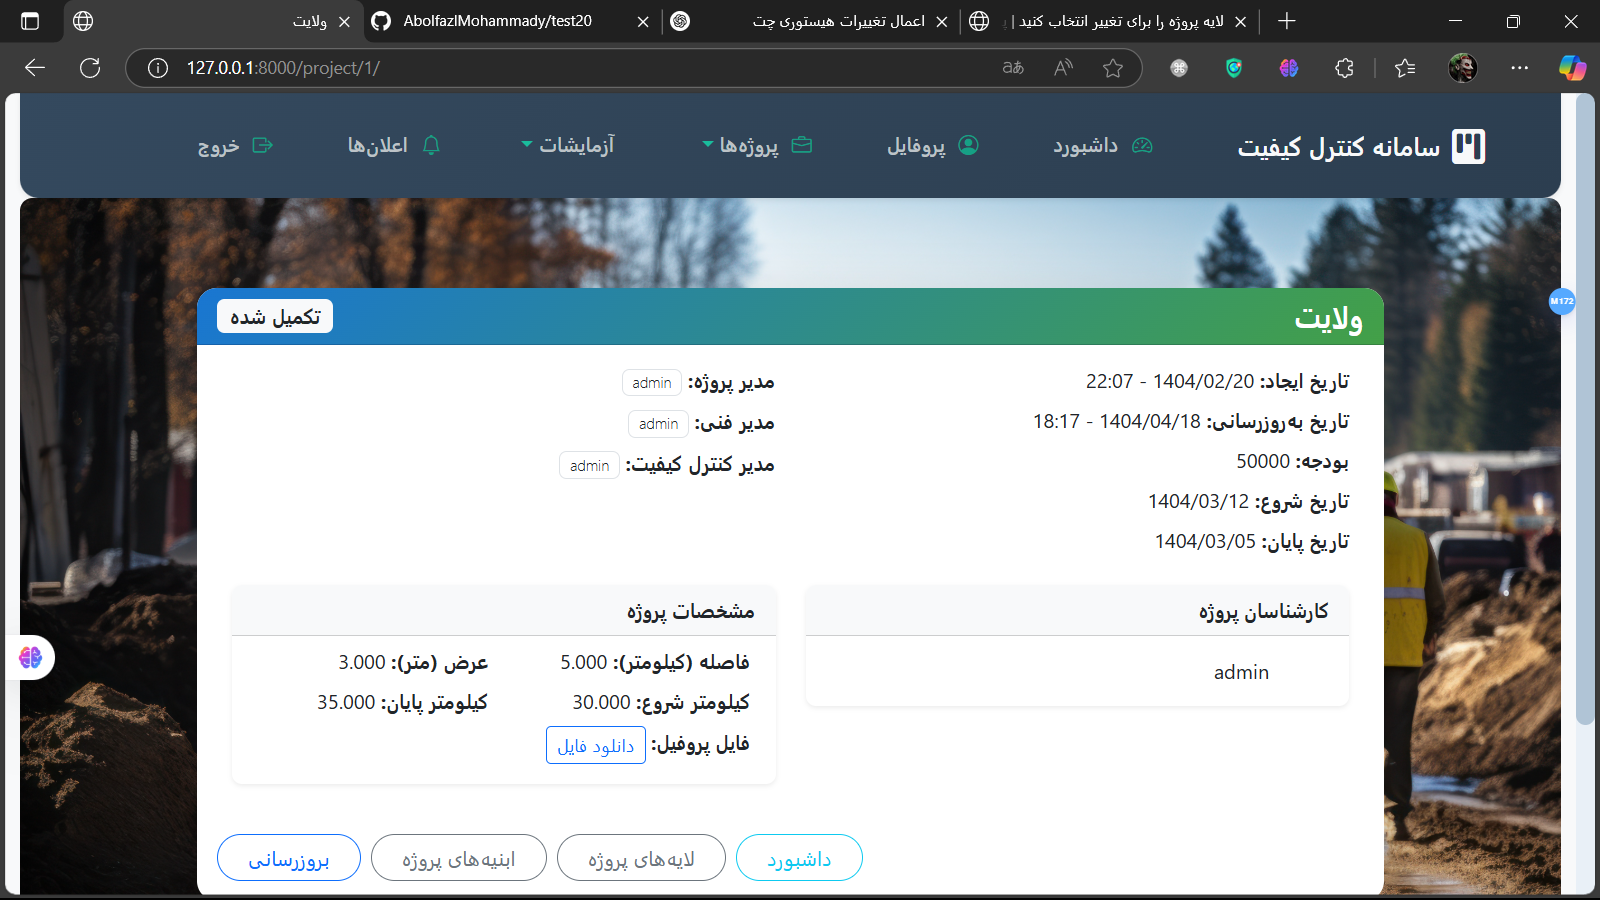 ولایت
AbolfazlMohammady/test20
اعمال تغییرات هیستوری چت
لایه پروژه را برای تغییر انتخاب کنید |
127.0.0.1:8000/project/1/
سامانه کنترل کیفیت
داشبورد
پروفایل
پروژه‌ها
آزمایشات
اعلان‌ها
خروج
ولایت
تکمیل شده
M172
تاریخ ایجاد: 1404/02/20 - 22:07
تاریخ به‌روزرسانی: 1404/04/18 - 18:17
بودجه: 50000
تاریخ شروع: 1404/03/12
تاریخ پایان: 1404/03/05
مدیر پروژه: admin
مدیر فنی: admin
مدیر کنترل کیفیت: admin
کارشناسان پروژه
admin
مشخصات پروژه
فاصله (کیلومتر): 5.000
عرض (متر): 3.000
کیلومتر شروع: 30.000
کیلومتر پایان: 35.000
فایل پروفیل: دانلود فایل
داشبورد
لایه‌های پروژه
ابنیه‌های پروژه
بروزرسانی